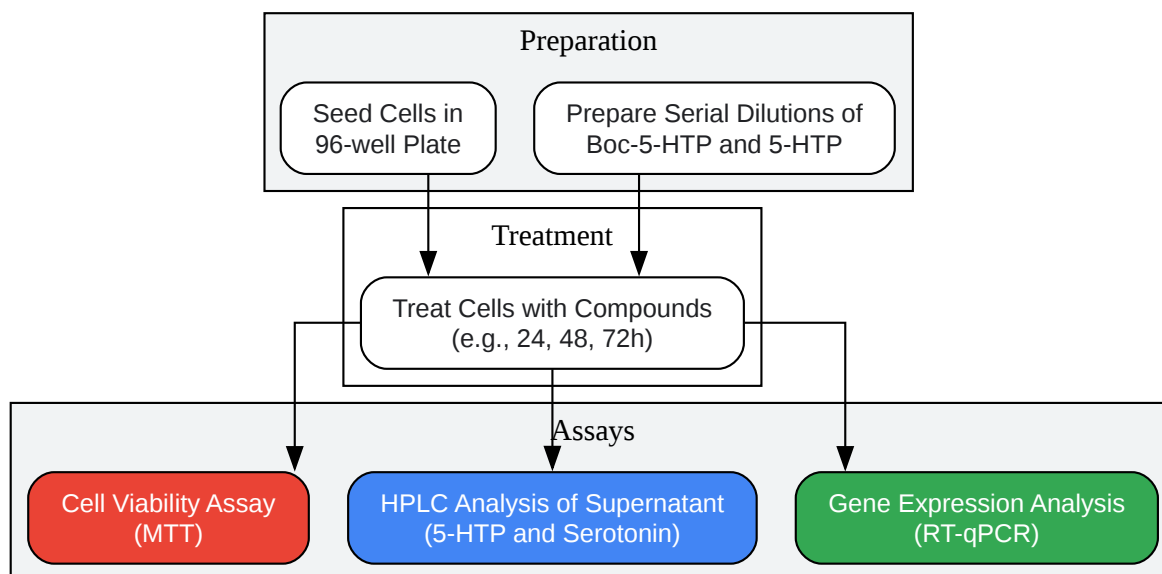 Preparation
Seed Cells in
96-well Plate
Prepare Serial Dilutions of
Boc-5-HTP and 5-HTP
Treatment
Treat Cells with Compounds
(e.g., 24, 48, 72h)
Assays
Cell Viability Assay
(MTT)
HPLC Analysis of Supernatant
(5-HTP and Serotonin)
Gene Expression Analysis
(RT-qPCR)